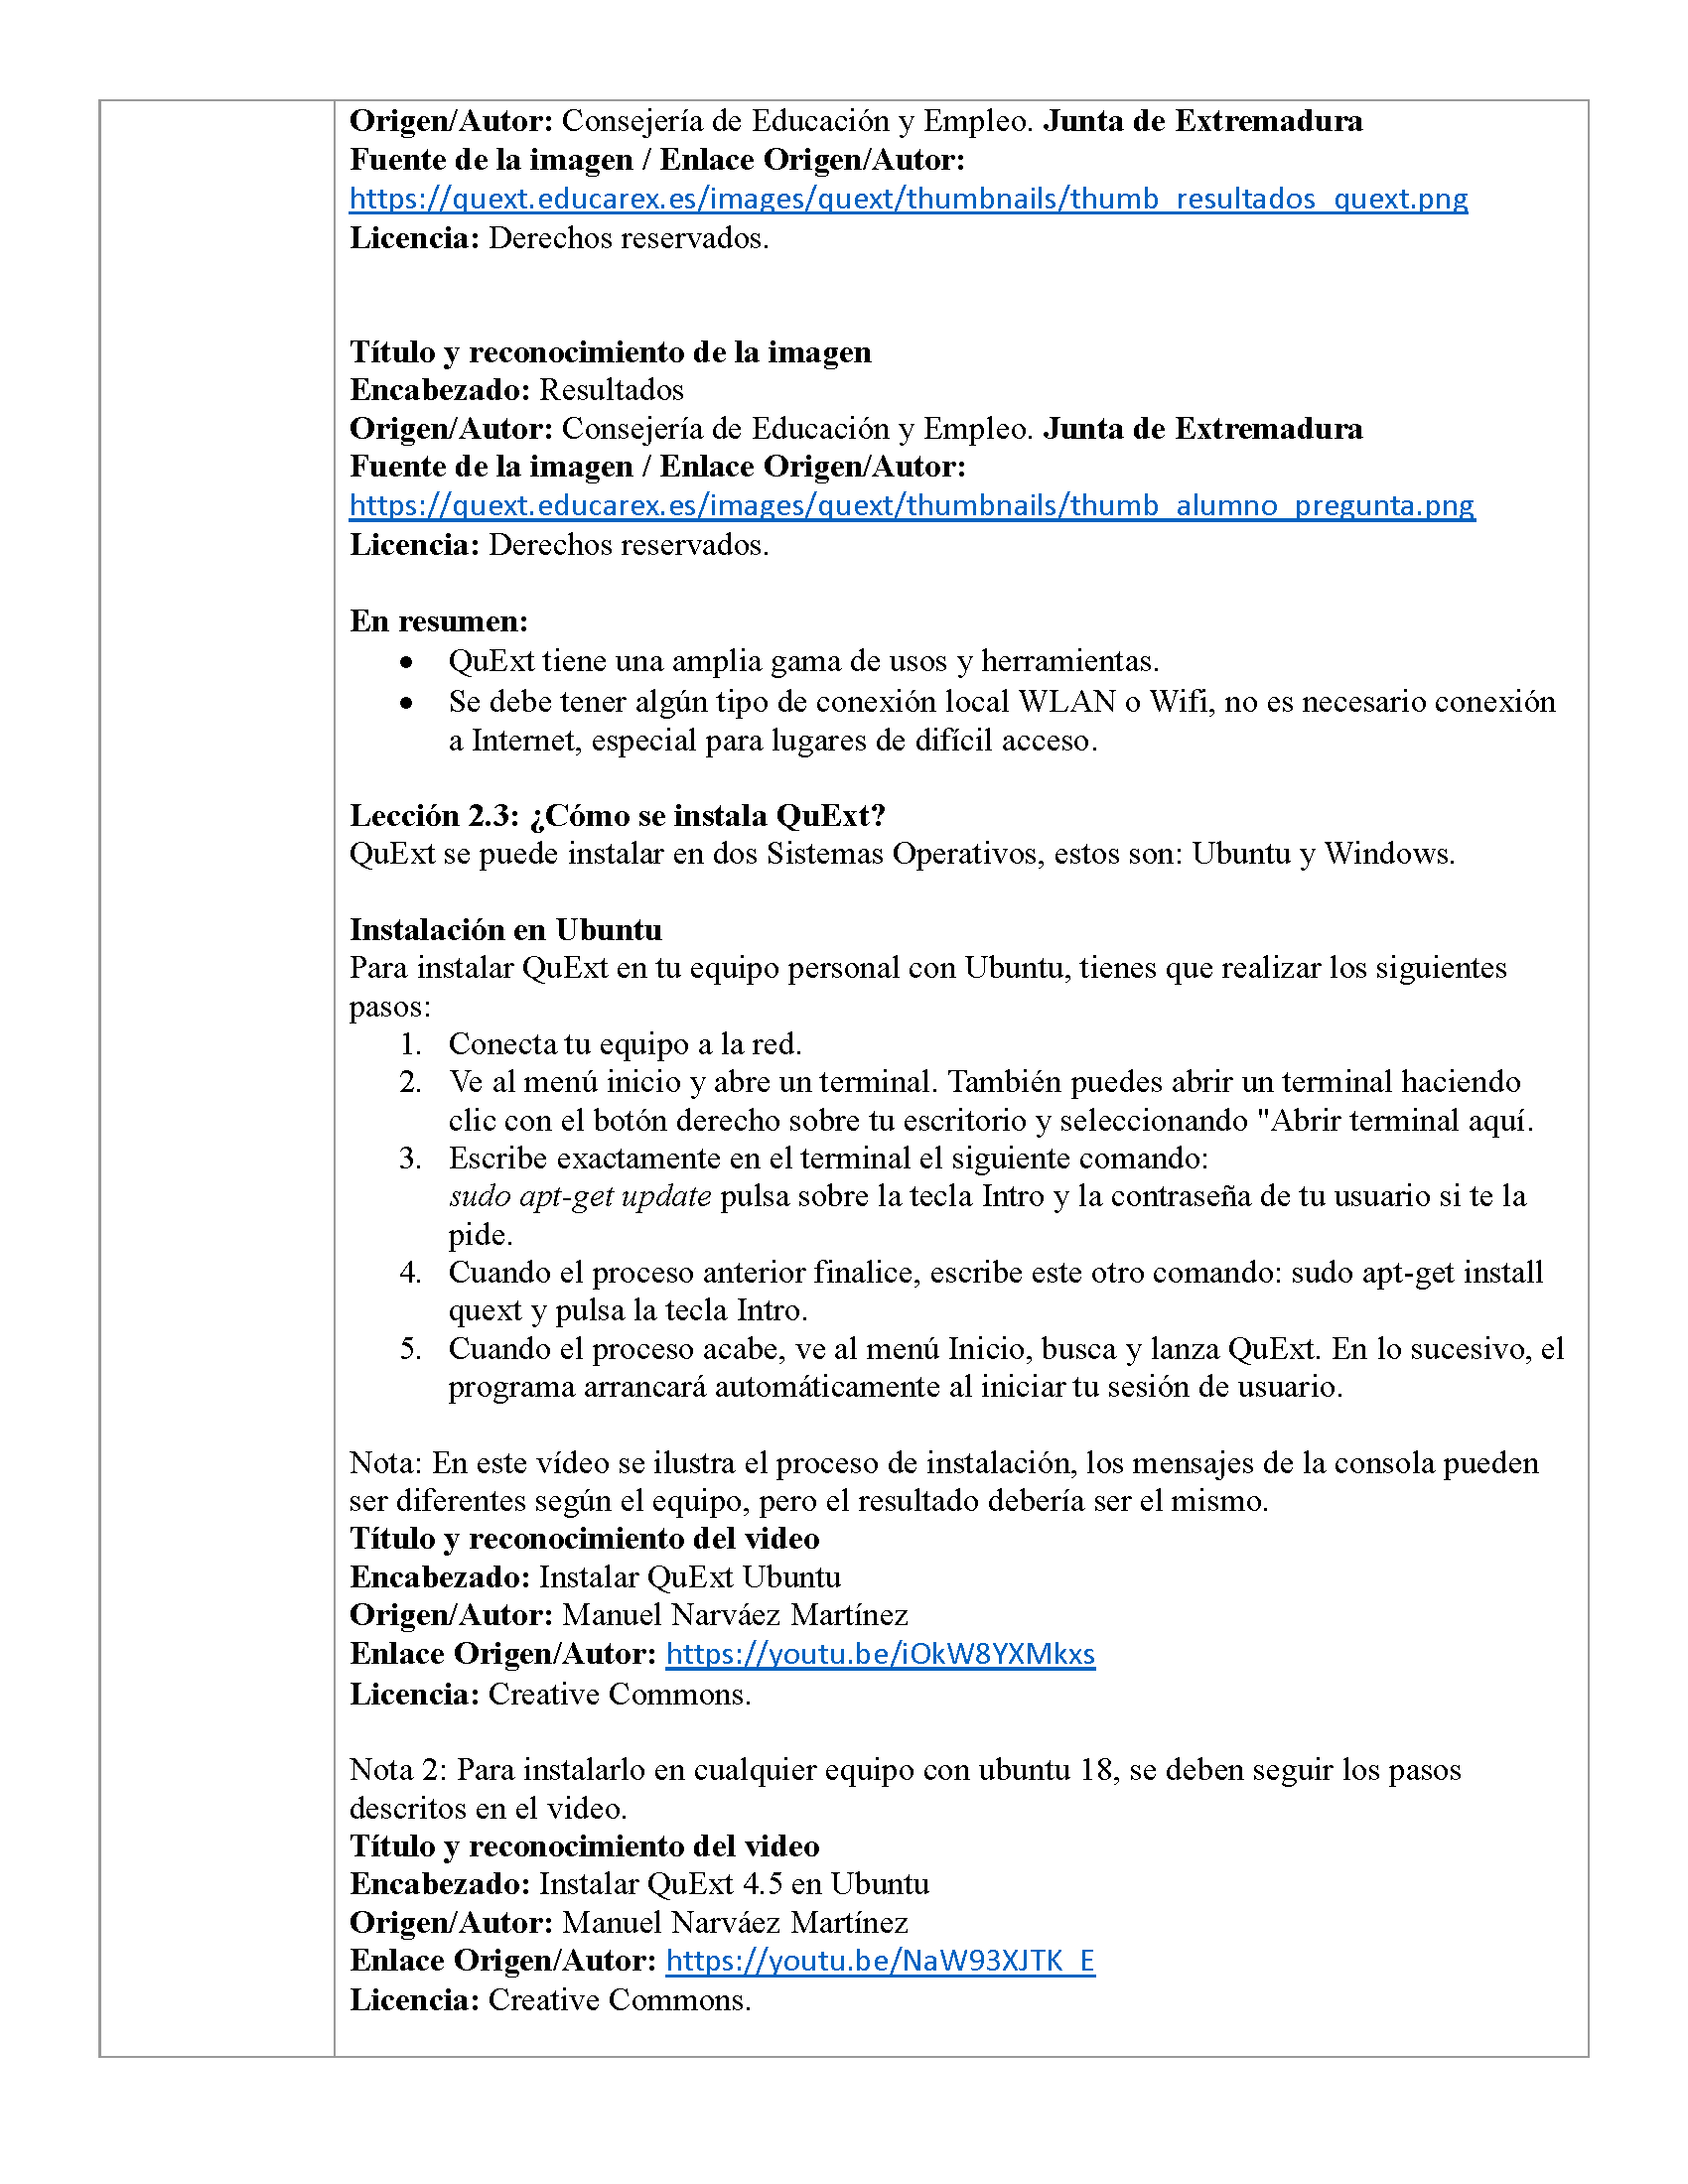 Origen/Autor: Consejería de Educación y Empleo. Junta de Extremadura
Fuente de la imagen / Enlace Origen/Autor:
https://quext.educarex.es/images/quext/thumbnails/thumb_resultados_quext.png
Licencia: Derechos reservados.
Título y reconocimiento de la imagen
Encabezado: Resultados
Origen/Autor: Consejería de Educación y Empleo. Junta de Extremadura
Fuente de la imagen / Enlace Origen/Autor:
https://quext.educarex.es/images/quext/thumbnails/thumb_alumno_pregunta.png
Licencia: Derechos reservados.
En resumen:
• QuExt tiene una amplia gama de usos y herramientas.
• Se debe tener algún tipo de conexión local WLAN o Wifi, no es necesario conexión
a Internet, especial para lugares de difícil acceso.
Lección 2.3: ¿Cómo se instala QuExt?
QuExt se puede instalar en dos Sistemas Operativos, estos son: Ubuntu y Windows.
Instalación en Ubuntu
Para instalar QuExt en tu equipo personal con Ubuntu, tienes que realizar los siguientes
pasos:
1. Conecta tu equipo a la red.
2. Ve al menú inicio y abre un terminal. También puedes abrir un terminal haciendo
clic con el botón derecho sobre tu escritorio y seleccionando "Abrir terminal aquí.
3. Escribe exactamente en el terminal el siguiente comando:
sudo apt-get update pulsa sobre la tecla Intro y la contraseña de tu usuario si te la
pide.
4. Cuando el proceso anterior finalice, escribe este otro comando: sudo apt-get install
quext y pulsa la tecla Intro.
5. Cuando el proceso acabe, ve al menú Inicio, busca y lanza QuExt. En lo sucesivo, el
programa arrancará automáticamente al iniciar tu sesión de usuario.
Nota: En este vídeo se ilustra el proceso de instalación, los mensajes de la consola pueden
ser diferentes según el equipo, pero el resultado debería ser el mismo.
Título y reconocimiento del video
Encabezado: Instalar QuExt Ubuntu
Origen/Autor: Manuel Narváez Martínez
Enlace Origen/Autor: https://youtu.be/iOkW8YXMkxs
Licencia: Creative Commons.
Nota 2: Para instalarlo en cualquier equipo con ubuntu 18, se deben seguir los pasos
descritos en el video.
Título y reconocimiento del video
Encabezado: Instalar QuExt 4.5 en Ubuntu
Origen/Autor: Manuel Narváez Martínez
Enlace Origen/Autor: https://youtu.be/NaW93XJTK_E
Licencia: Creative Commons.